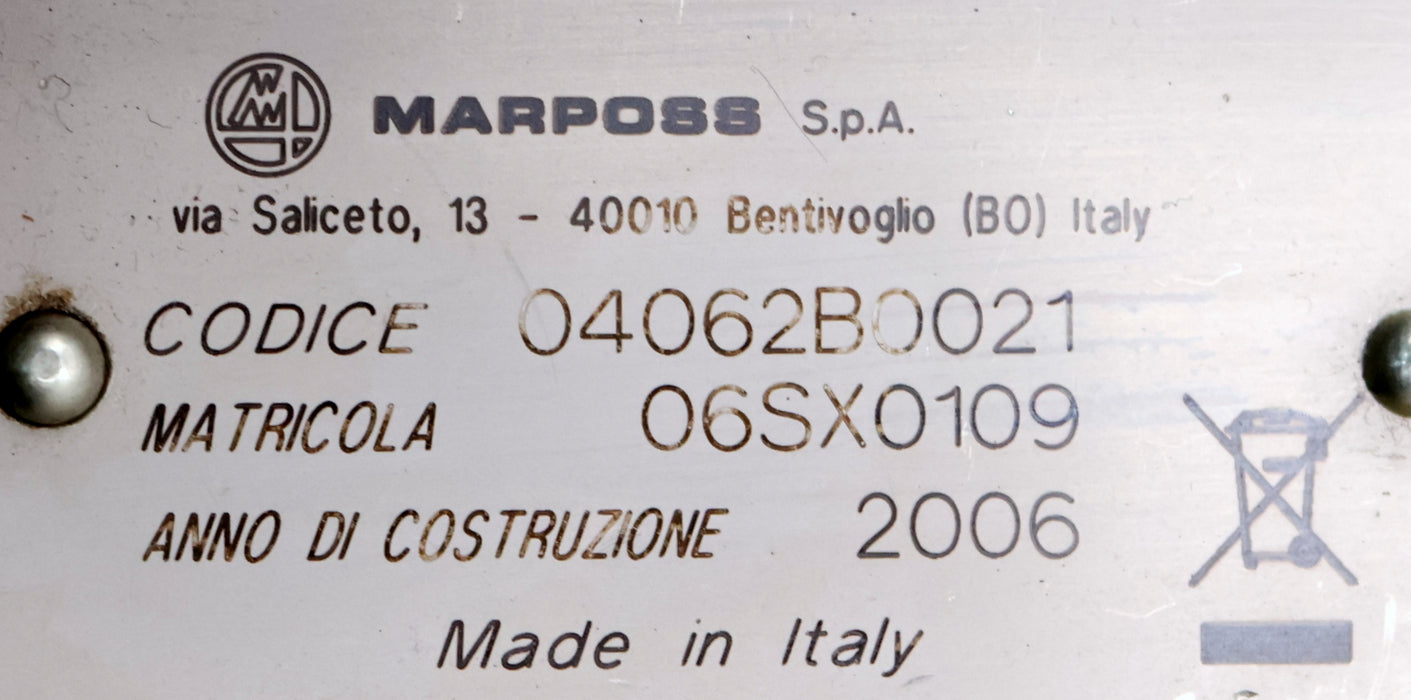 MARPOSS S.p.A.
via Saliceto, 13 - 40010 Bentivoglio (BO) Italy
CODICE 04062B0021
MATRICOLA 06SX0109
ANNO DI COSTRUZIONE 2006
Made in Italy